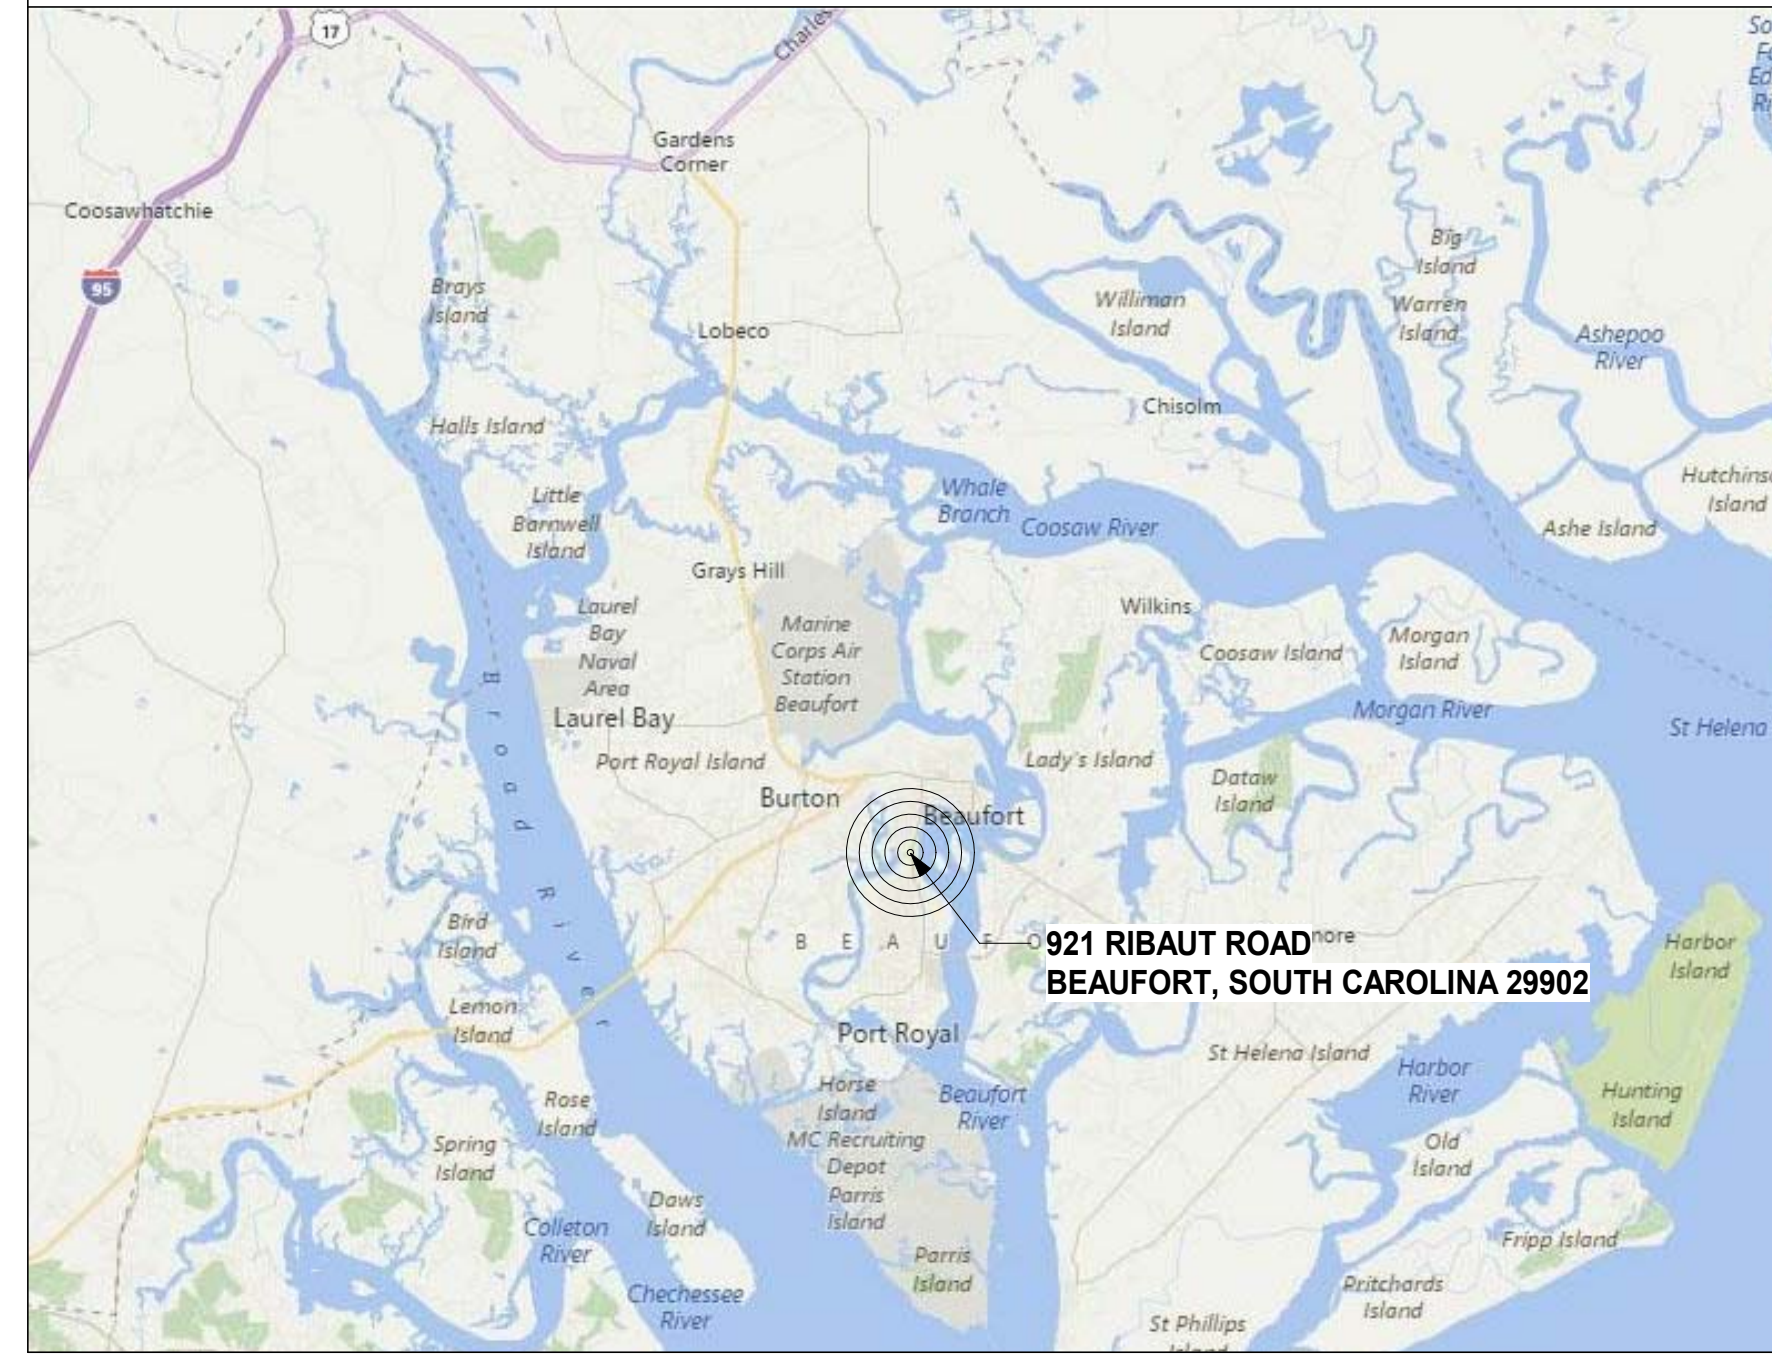 17
Charles
Gardens
Corner
Coosawhatchie
95
Brays
Island
Lobeco
Williman
Island
Big
Island
Warren
Island
Ashepoo
River
Halls Island
Chisolm
Little
Barnwell
Island
Whale
Branch
Coosaw River
Ashe Island
Island
Grays Hill
Laurel
Bay
Naval
Area
Marine
Corps Air
Station
Beaufort
Wilkins
Coosaw Island
Morgan
Island
Laurel Bay
Morgan River
St Helena
Port Royal Island
Lady's Island
Burton
Beaufort
Dataw
Island
Broad River
Bird
Island
B E A U F O
921 RIBAUT ROAD
BEAUFORT, SOUTH CAROLINA 29902
more
Harbor
Island
Lemon
Island
Port Royal
St Helena Island
Harbor
River
Hunting
Island
Horse
Island
Beaufort
River
Rose
Island
MC Recruiting
Depot
Parris
Island
Old
Island
Spring
Island
Daws
Island
Colleton
River
Fripp Island
Parris
Island
Chechessee
River
Pritchards
Island
St Phillips
Island